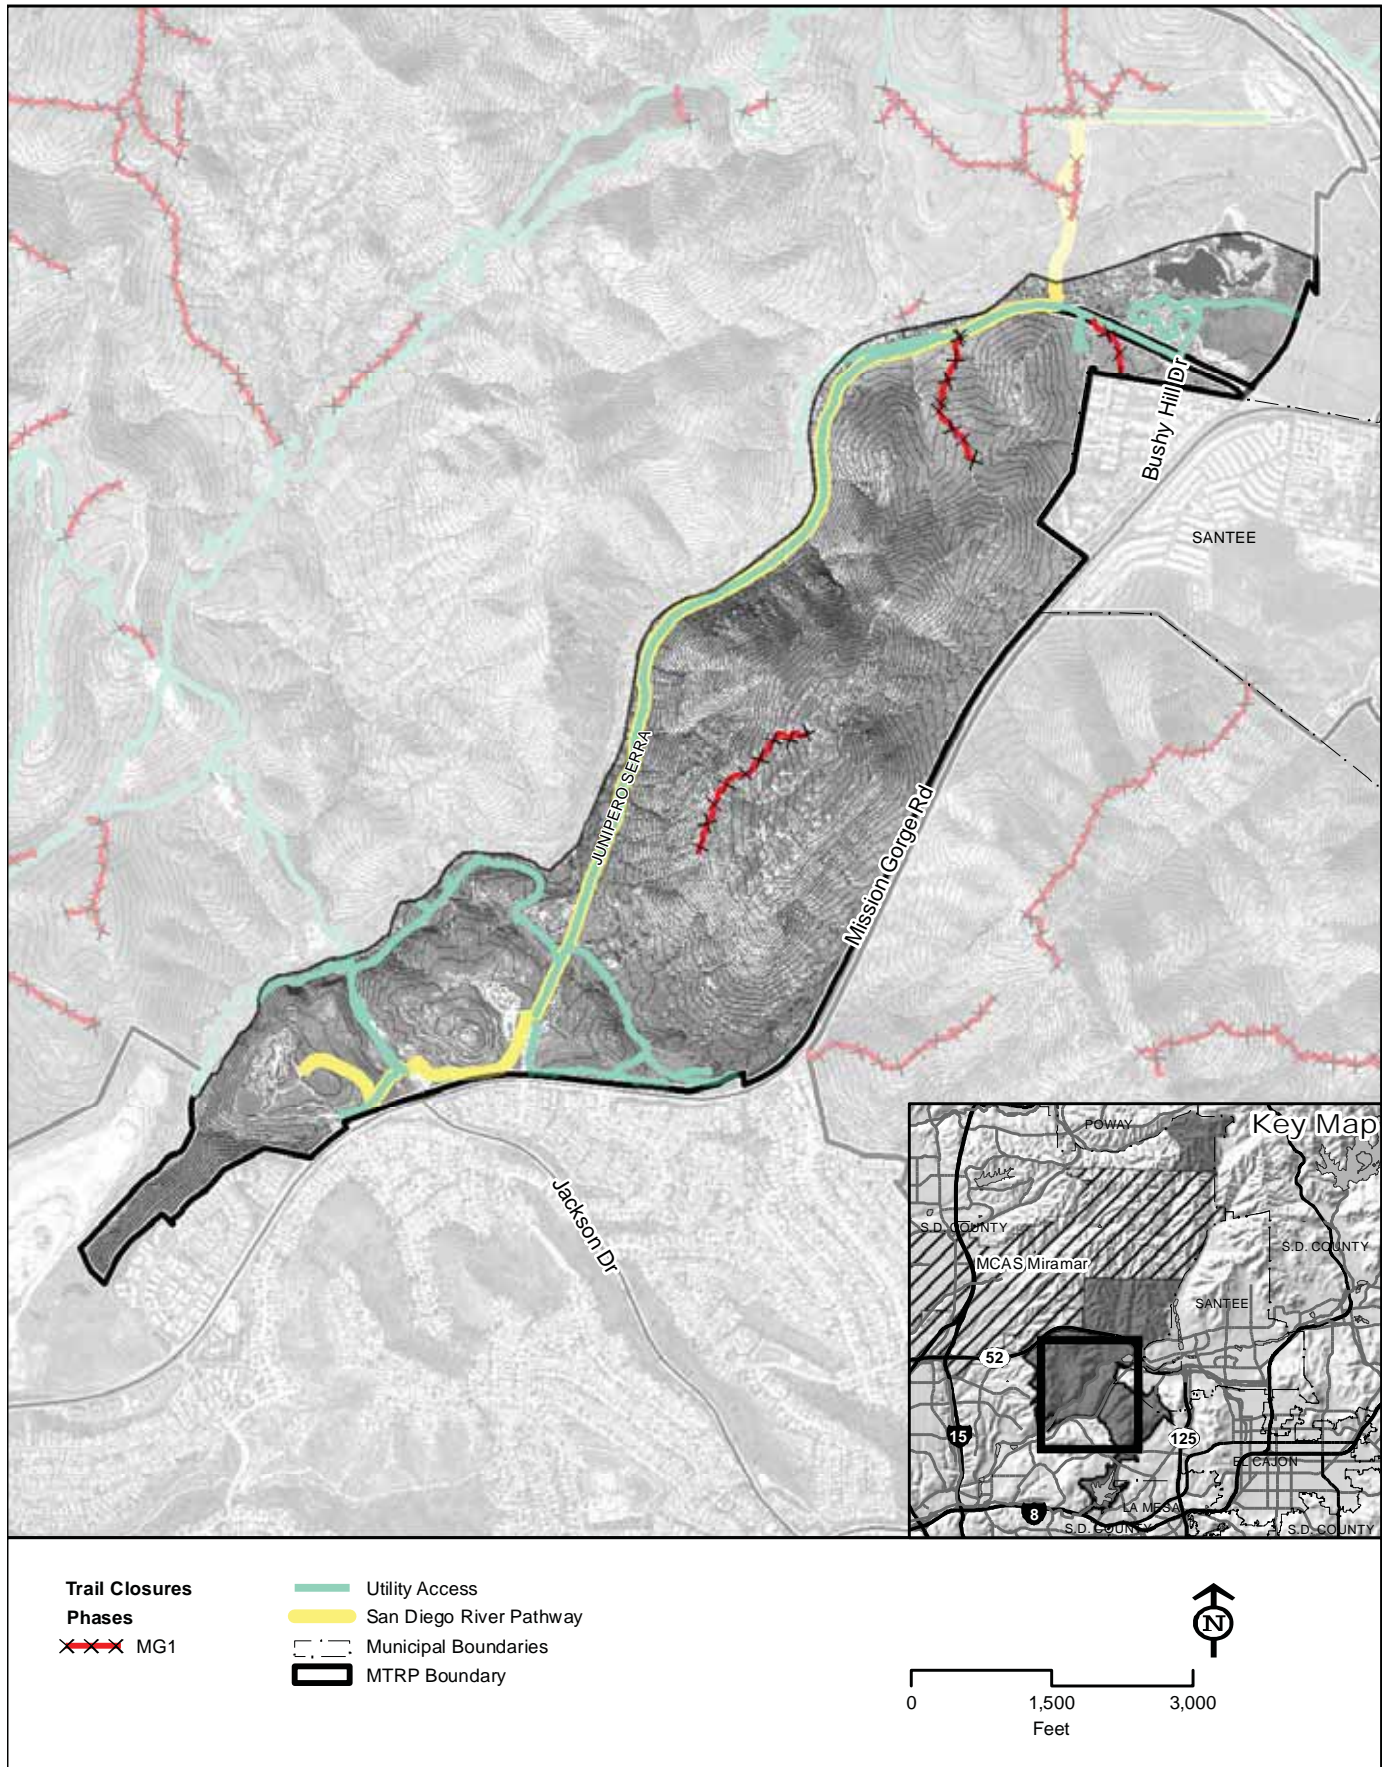 Bushy Hill Dr
SANTEE
JUNIPERO SERRA
Mission Gorge Rd
Jackson Dr
Key Map
POWAY
S.D. COUNTY
S.D. COUNTY
MCAS Miramar
SANTEE
52
15
125
EL CAJON
8
LA MESA
S.D. COUNTY
S.D. COUNTY
Trail Closures
Phases
MG1
Utility Access
San Diego River Pathway
Municipal Boundaries
MTRP Boundary
N
0 1,500 3,000
Feet